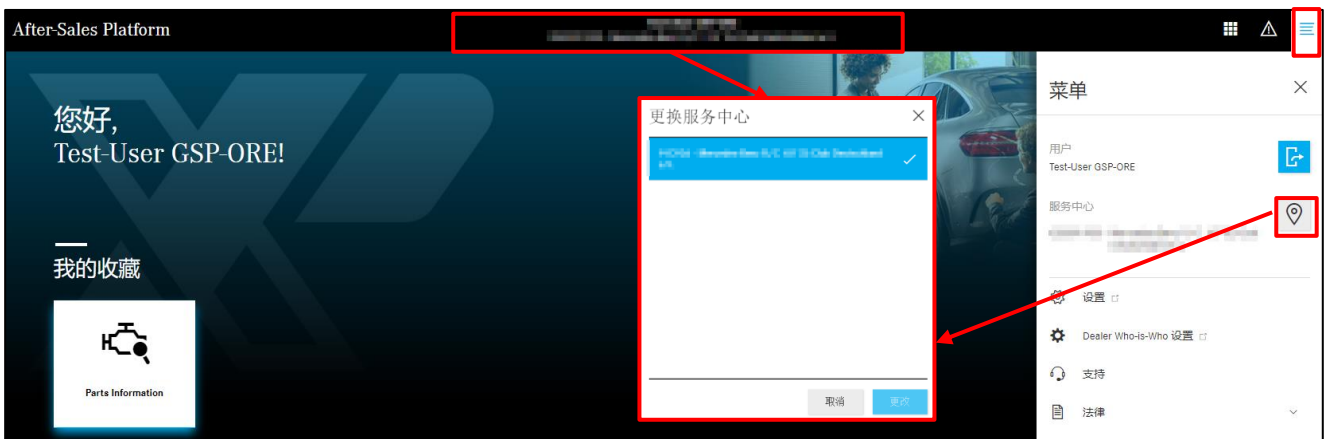 After-Sales Platform
您好,
Test-User GSP-ORE!
我的收藏
Parts Information
更换服务中心
取消
更改
菜单
用户
Test-User GSP-ORE
服务中心
设置
Dealer Who-is-Who 设置
支持
法律